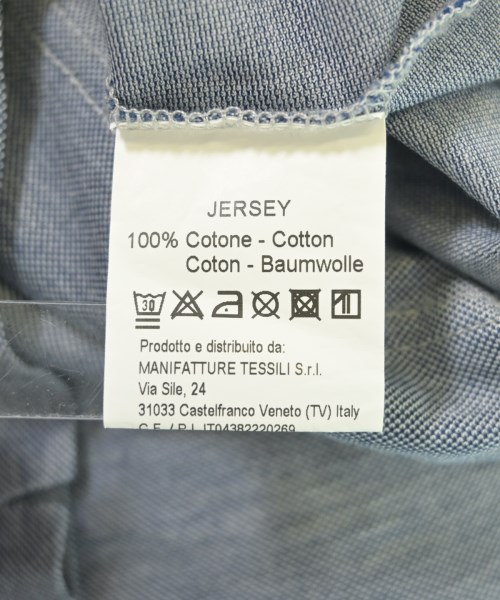 JERSEY
100% Cotone - Cotton
Coton - Baumwolle
30
Prodotto e distribuito da:
MANIFATTURE TESSILI S.r.l.
Via Sile, 24
31033 Castelfranco Veneto (TV) Italy
C.F. / P.I. IT04382220269